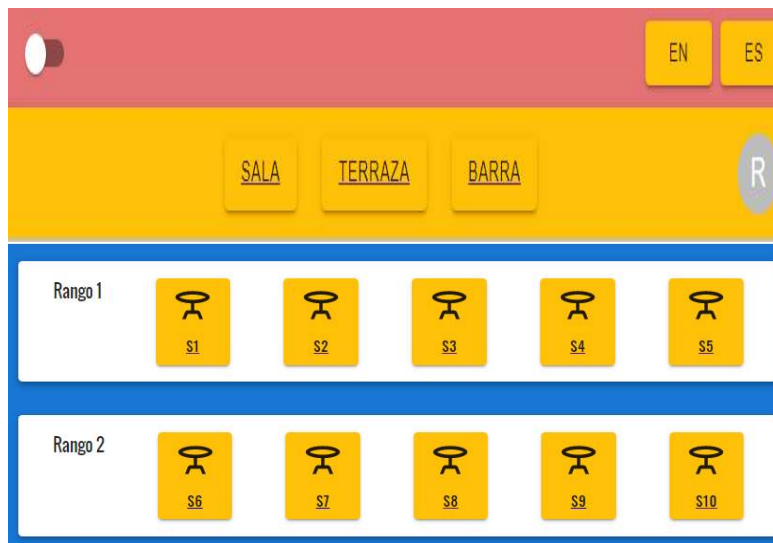 EN ES
SALA TERRAZA BARRA
R
Rango 1
S1 S2 S3 S4 S5
Rango 2
S6 S7 S8 S9 S10